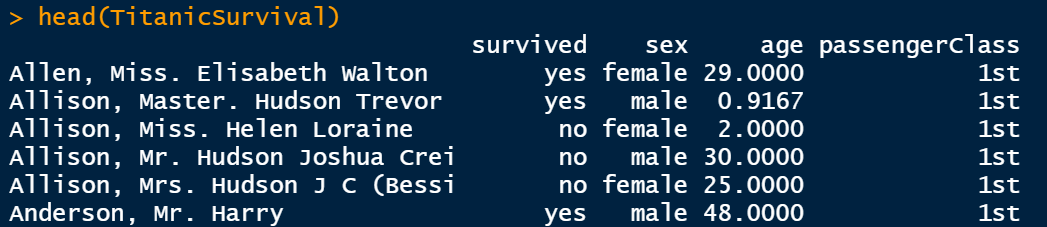 > head(TitanicSurvival)
survived sex age passengerClass
Allen, Miss. Elisabeth Walton yes female 29.0000 1st
Allison, Master. Hudson Trevor yes male 0.9167 1st
Allison, Miss. Helen Loraine no female 2.0000 1st
Allison, Mr. Hudson Joshua Crei no male 30.0000 1st
Allison, Mrs. Hudson J C (Bessi no female 25.0000 1st
Anderson, Mr. Harry yes male 48.0000 1st